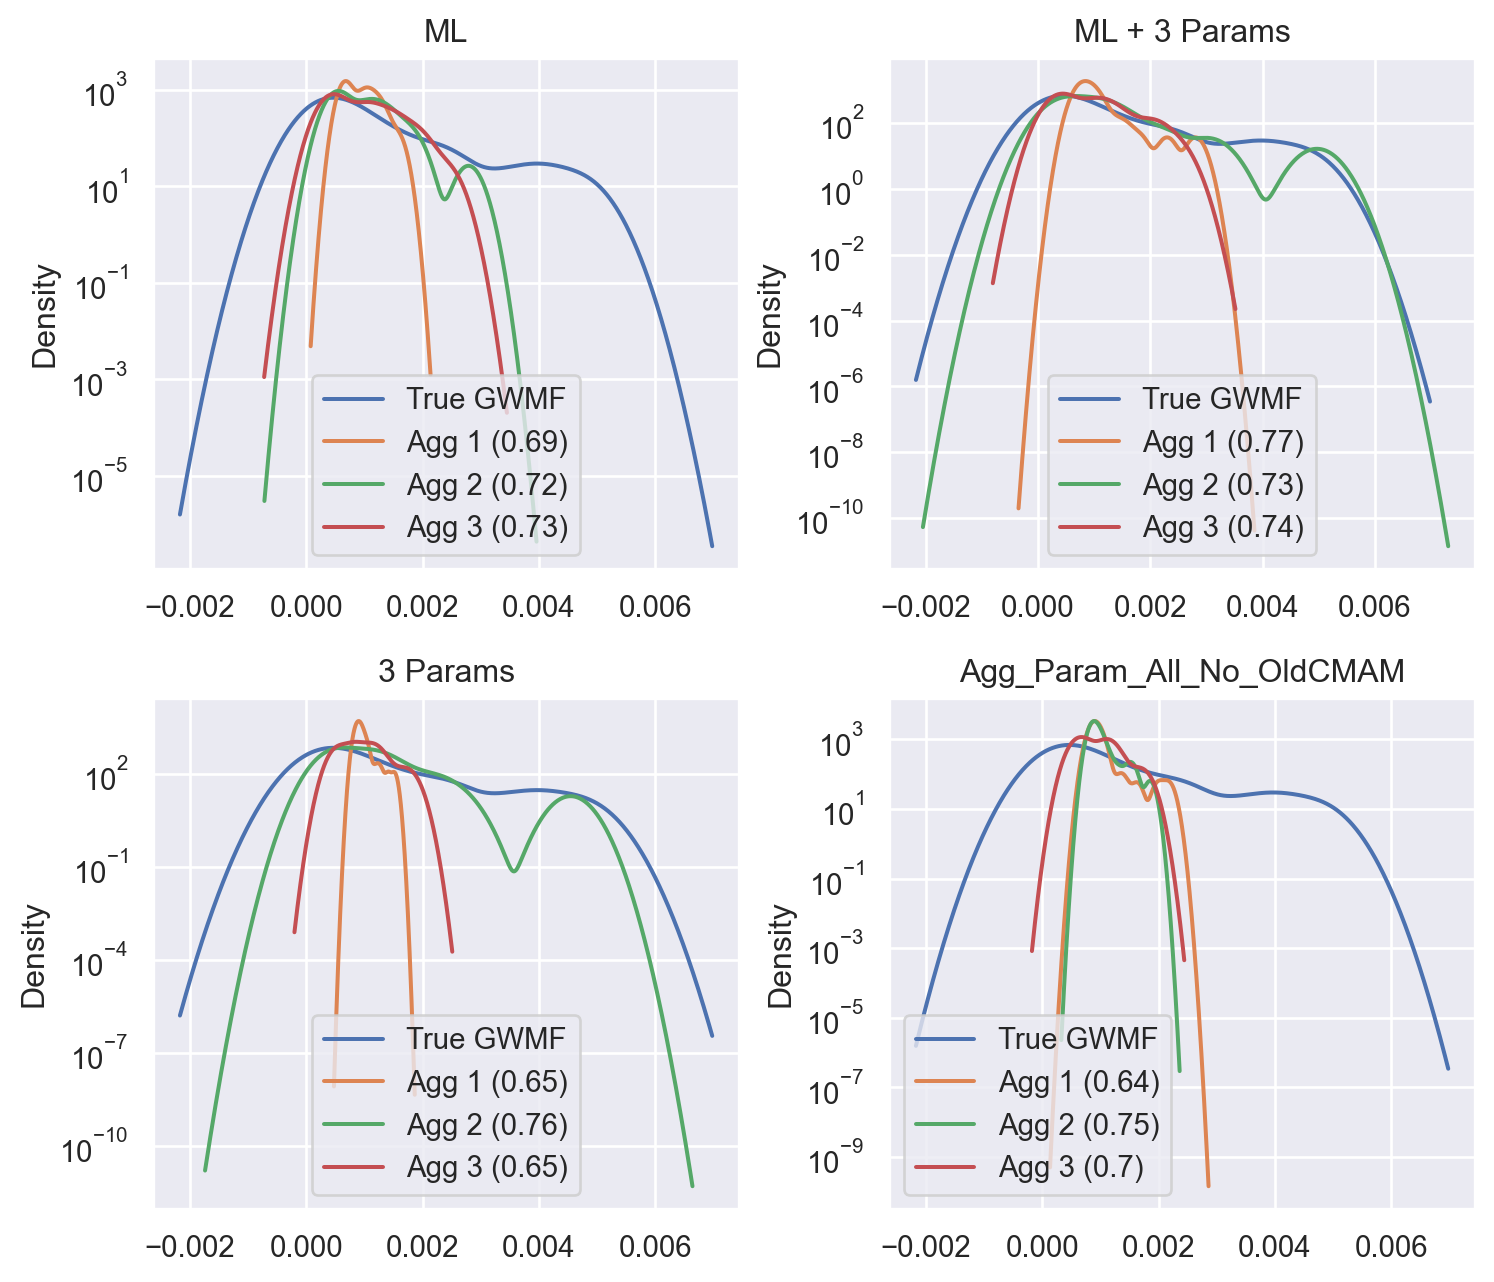 ML
Density
10^3
10^1
10^−1
10^−3
10^−5
True GWMF
Agg 1 (0.69)
Agg 2 (0.72)
Agg 3 (0.73)
−0.002 0.000 0.002 0.004 0.006
ML + 3 Params
Density
10^2
10^0
10^−2
10^−4
10^−6
10^−8
10^−10
True GWMF
Agg 1 (0.77)
Agg 2 (0.73)
Agg 3 (0.74)
−0.002 0.000 0.002 0.004 0.006
3 Params
Density
10^2
10^−1
10^−4
10^−7
10^−10
True GWMF
Agg 1 (0.65)
Agg 2 (0.76)
Agg 3 (0.65)
−0.002 0.000 0.002 0.004 0.006
Agg_Param_All_No_OldCMAM
Density
10^3
10^1
10^−1
10^−3
10^−5
10^−7
10^−9
True GWMF
Agg 1 (0.64)
Agg 2 (0.75)
Agg 3 (0.7)
−0.002 0.000 0.002 0.004 0.006